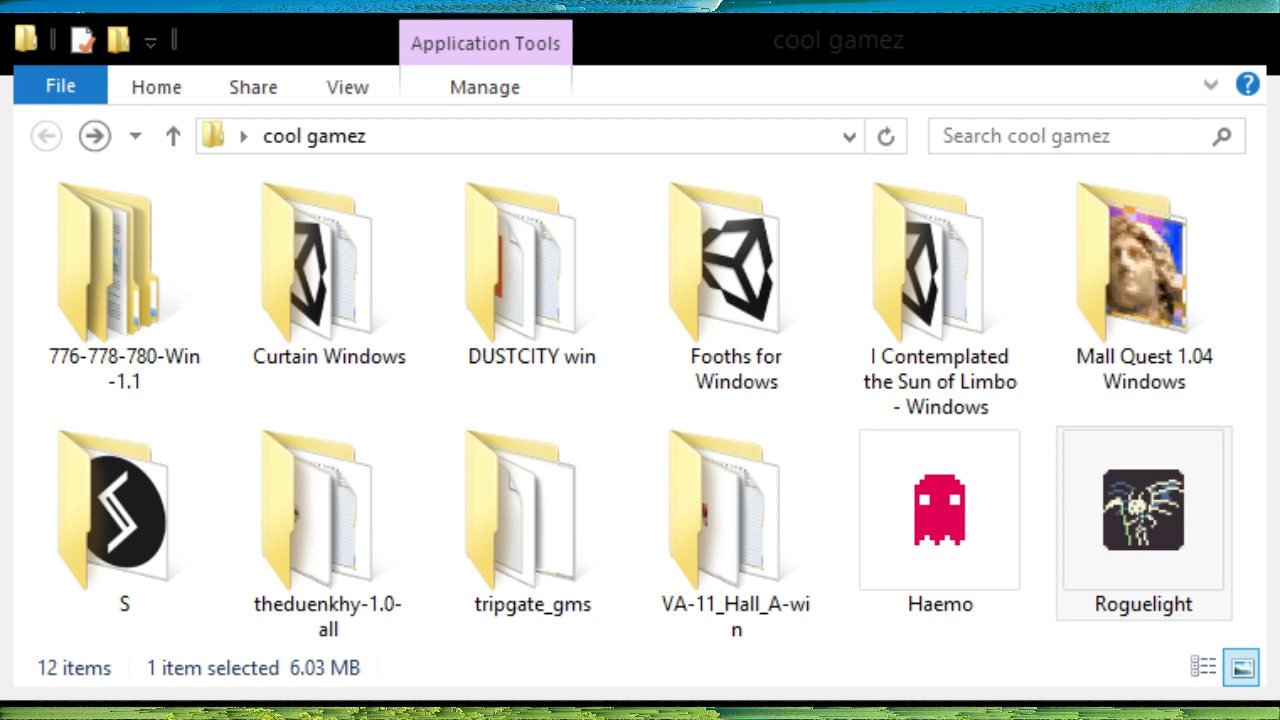 Application Tools
cool gamez
File
Home
Share
View
Manage
cool gamez
Search cool gamez
776-778-780-Win
-1.1
Curtain Windows
DUSTCITY win
Fooths for
Windows
I Contemplated
the Sun of Limbo
- Windows
Mall Quest 1.04
Windows
S
theduenkhy-1.0-
all
tripgate_gms
VA-11_Hall_A-wi
n
Haemo
Roguelight
12 items
1 item selected 6.03 MB